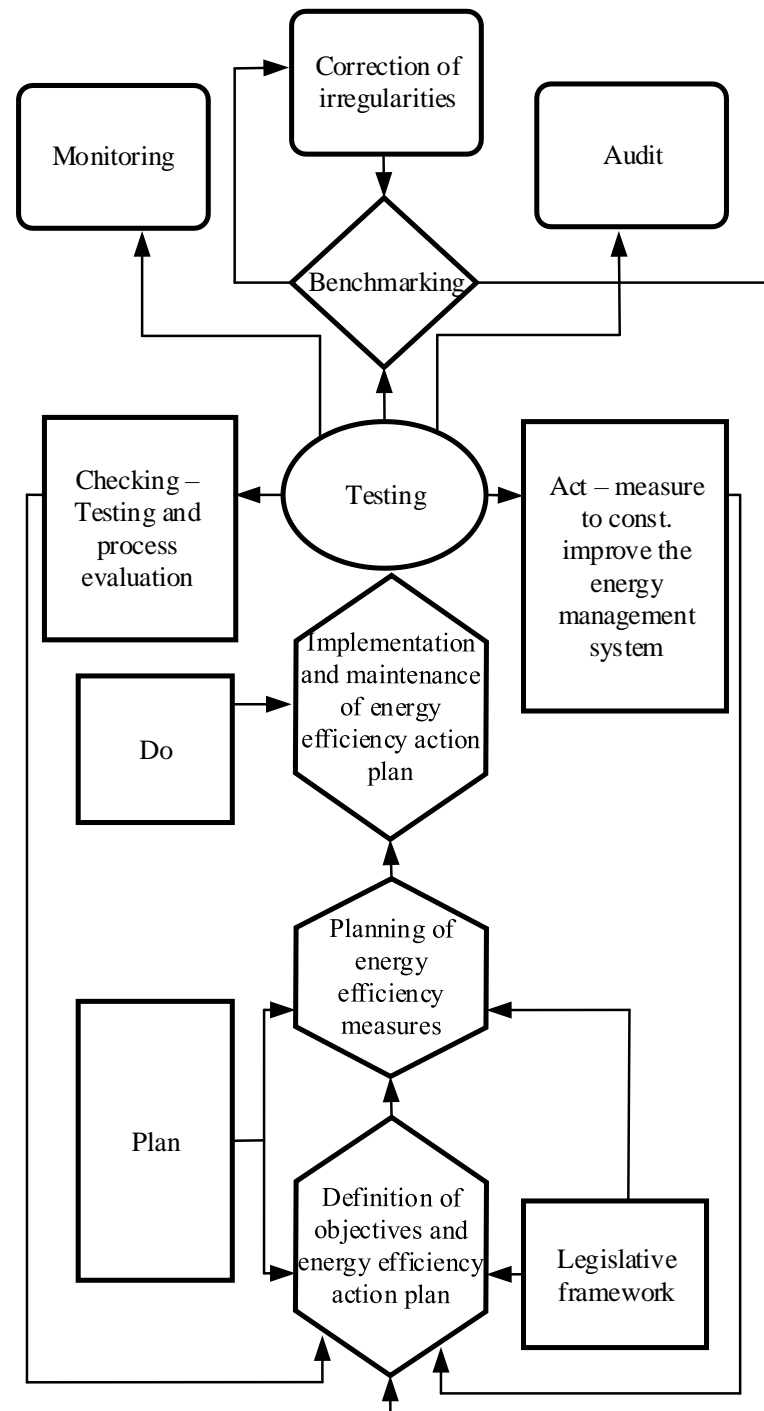 Correction of
irregularities
Monitoring
Audit
Benchmarking
Checking –
Testing and
process
evaluation
Testing
Act – measure
to const.
improve the
energy
management
system
Implementation
and maintenance
of energy
efficiency action
plan
Do
Planning of
energy
efficiency
measures
Plan
Definition of
objectives and
energy efficiency
action plan
Legislative
framework